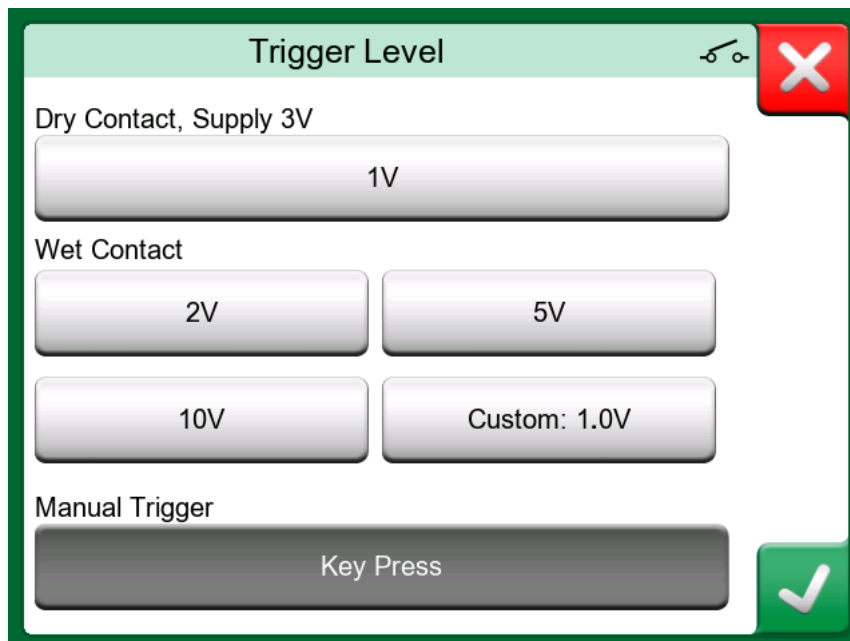 Trigger Level
Dry Contact, Supply 3V
1V
Wet Contact
2V 5V
10V Custom: 1.0V
Manual Trigger
Key Press